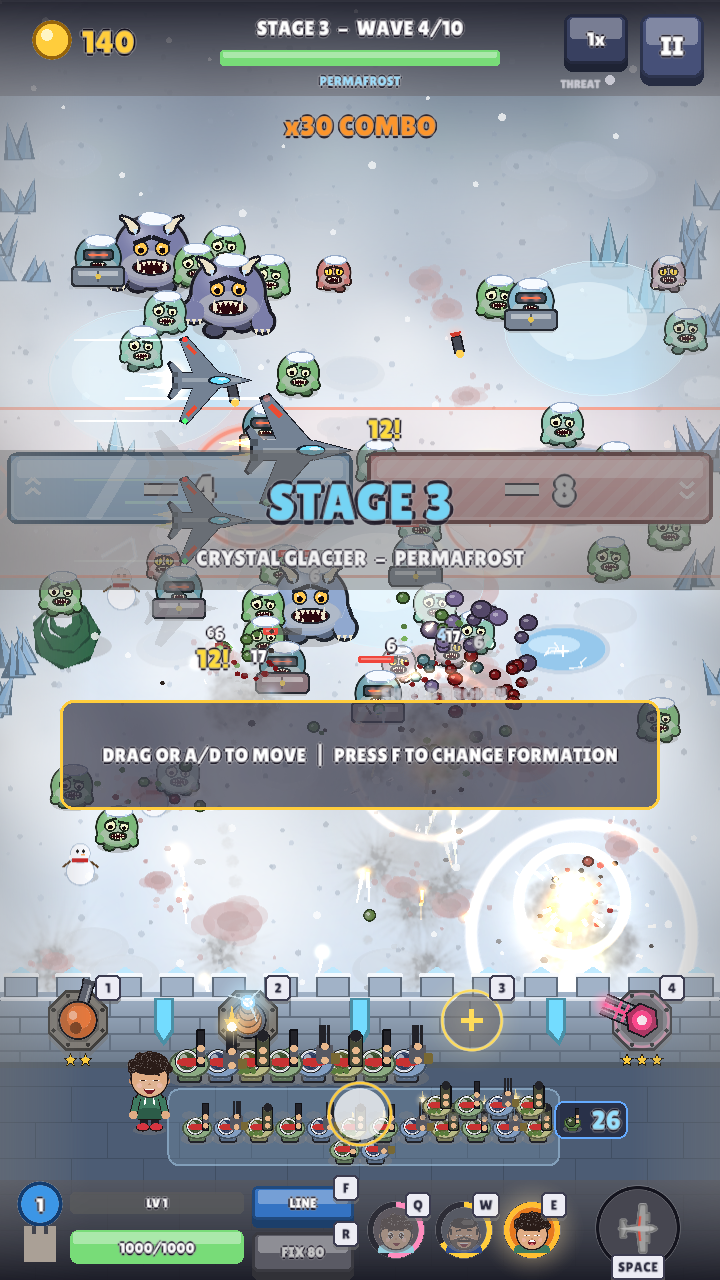 140
STAGE 3 – WAVE 4/10
1x
II
PERMAFROST
THREAT
x30 COMBO
12!
8
STAGE 3
CRYSTAL GLACIER – PERMAFROST
66
12!
17
6
17
DRAG OR A/D TO MOVE | PRESS F TO CHANGE FORMATION
1
2
3
4
26
1
LV 1
1000/1000
LINE
F
FIX 80
R
Q
W
E
SPACE